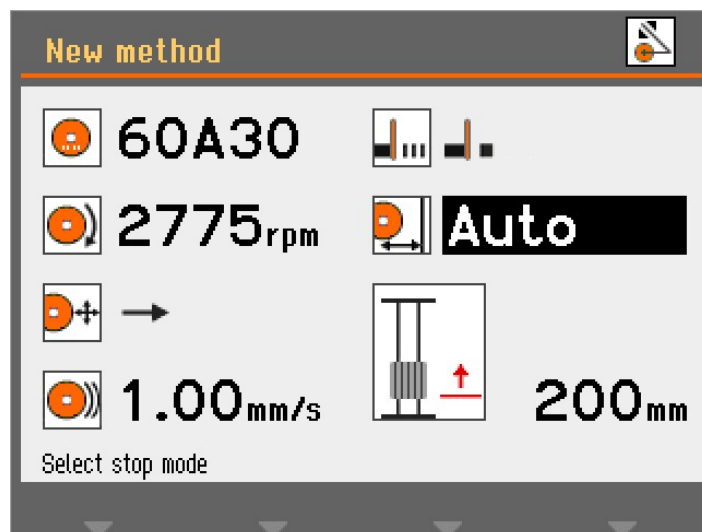 New method
60A30
2775rpm
Auto
1.00mm/s
200mm
Select stop mode